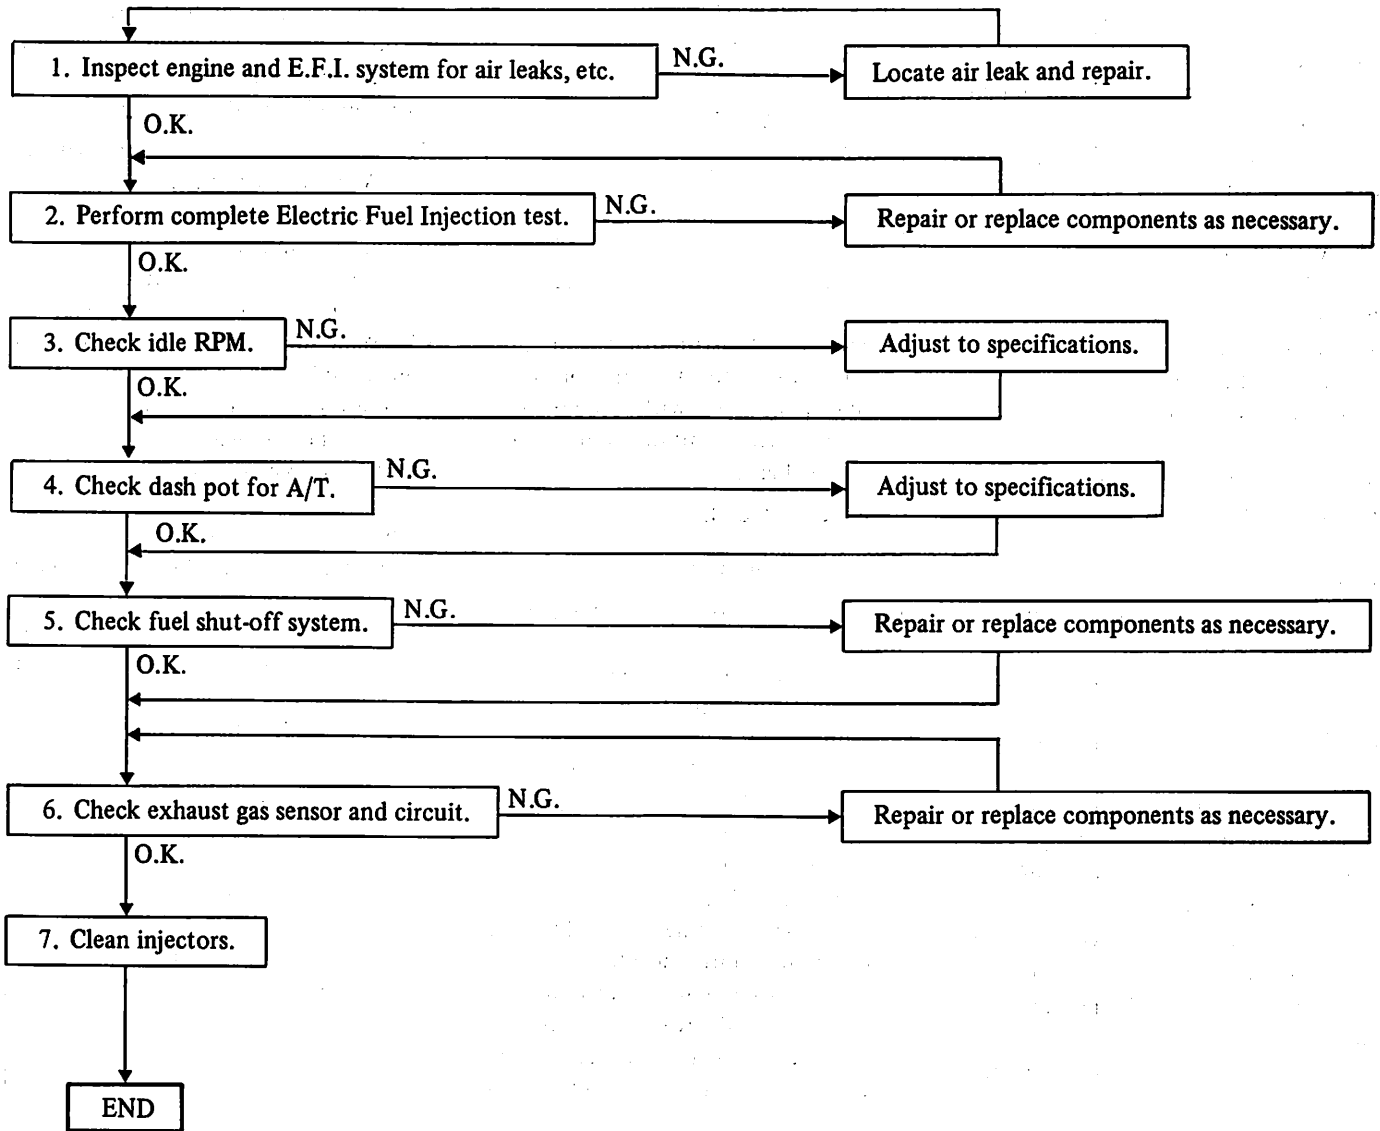 1. Inspect engine and E.F.I. system for air leaks, etc.
N.G.
Locate air leak and repair.
O.K.
2. Perform complete Electric Fuel Injection test.
N.G.
Repair or replace components as necessary.
O.K.
3. Check idle RPM.
N.G.
Adjust to specifications.
O.K.
4. Check dash pot for A/T.
N.G.
Adjust to specifications.
O.K.
5. Check fuel shut-off system.
N.G.
Repair or replace components as necessary.
O.K.
6. Check exhaust gas sensor and circuit.
N.G.
Repair or replace components as necessary.
O.K.
7. Clean injectors.
END